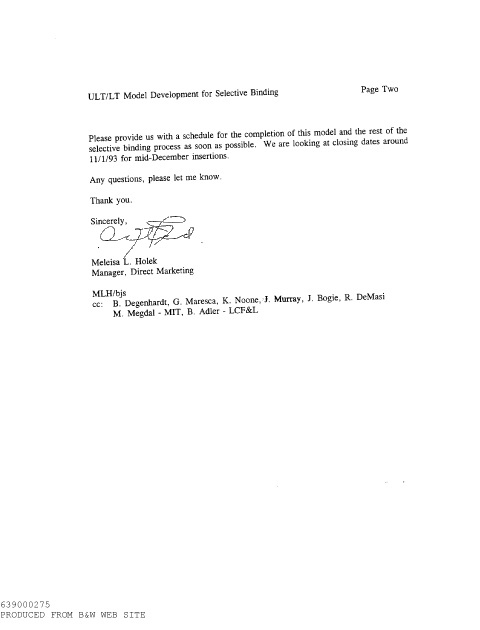 ULT/LT Model Development for Selective Binding Page Two
Please provide us with a schedule for the completion of this model and the rest of the
selective binding process as soon as possible. We are looking at closing dates around
11/1/93 for mid-December insertions.
Any questions, please let me know.
Thank you.
Sincerely,
Meleisa L. Holek
Manager, Direct Marketing
MLH/bjs
cc: B. Degenhardt, G. Maresca, K. Noone, J. Murray, J. Bogie, R. DeMasi
M. Megdal - MIT, B. Adler - LCF&L
639000275
PRODUCED FROM B&W WEB SITE